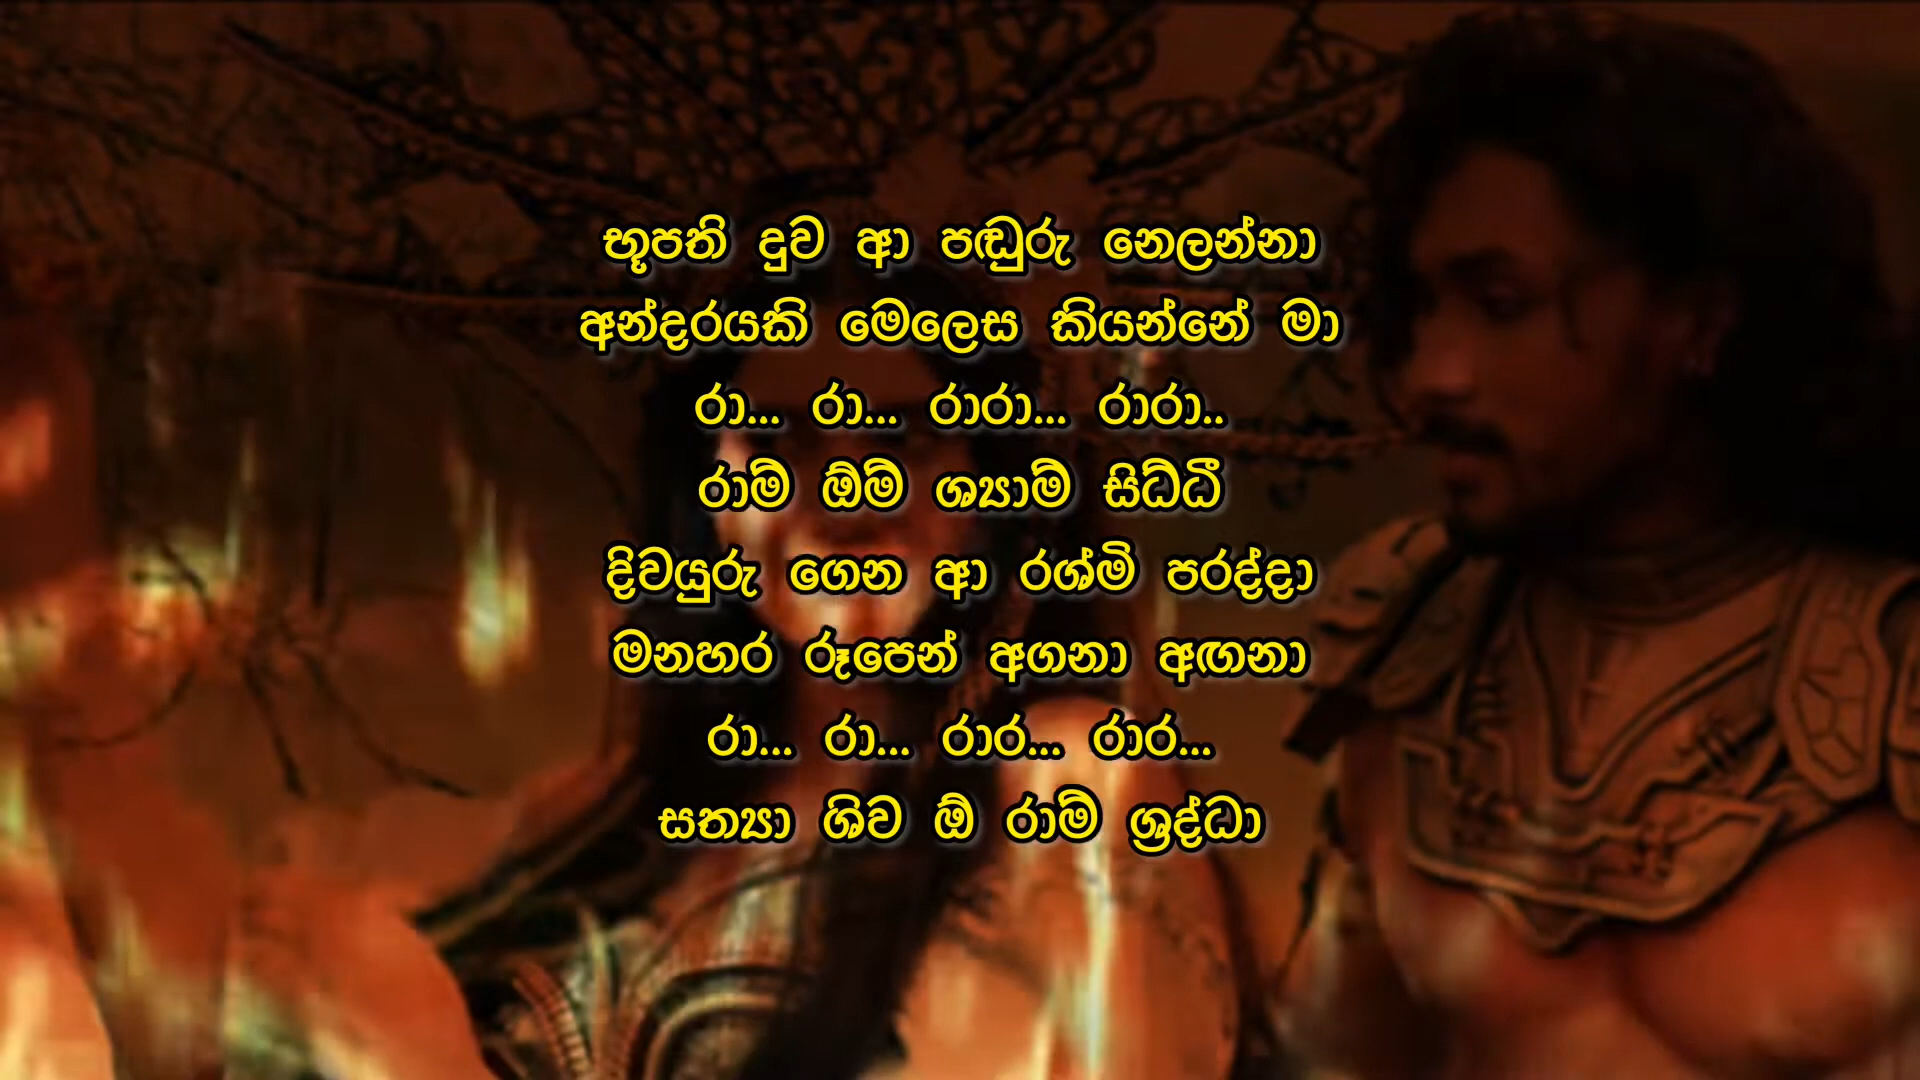 භූපති දුව ආ පඬුරු නෙලන්නා
අන්දරයකි මෙලෙස කියන්නේ මා
රා... රා... රාරා... රාරා..
රාම් ඕම් ශ්‍යාම් සිධ්ධී
දිවයුරු ගෙන ආ රශ්මි පරද්දා
මනහර රූපෙන් අගනා අඟනා
රා... රා... රාර... රාර...
සත්‍යා ශිව ඕ රාම් ශ්‍රද්ධා